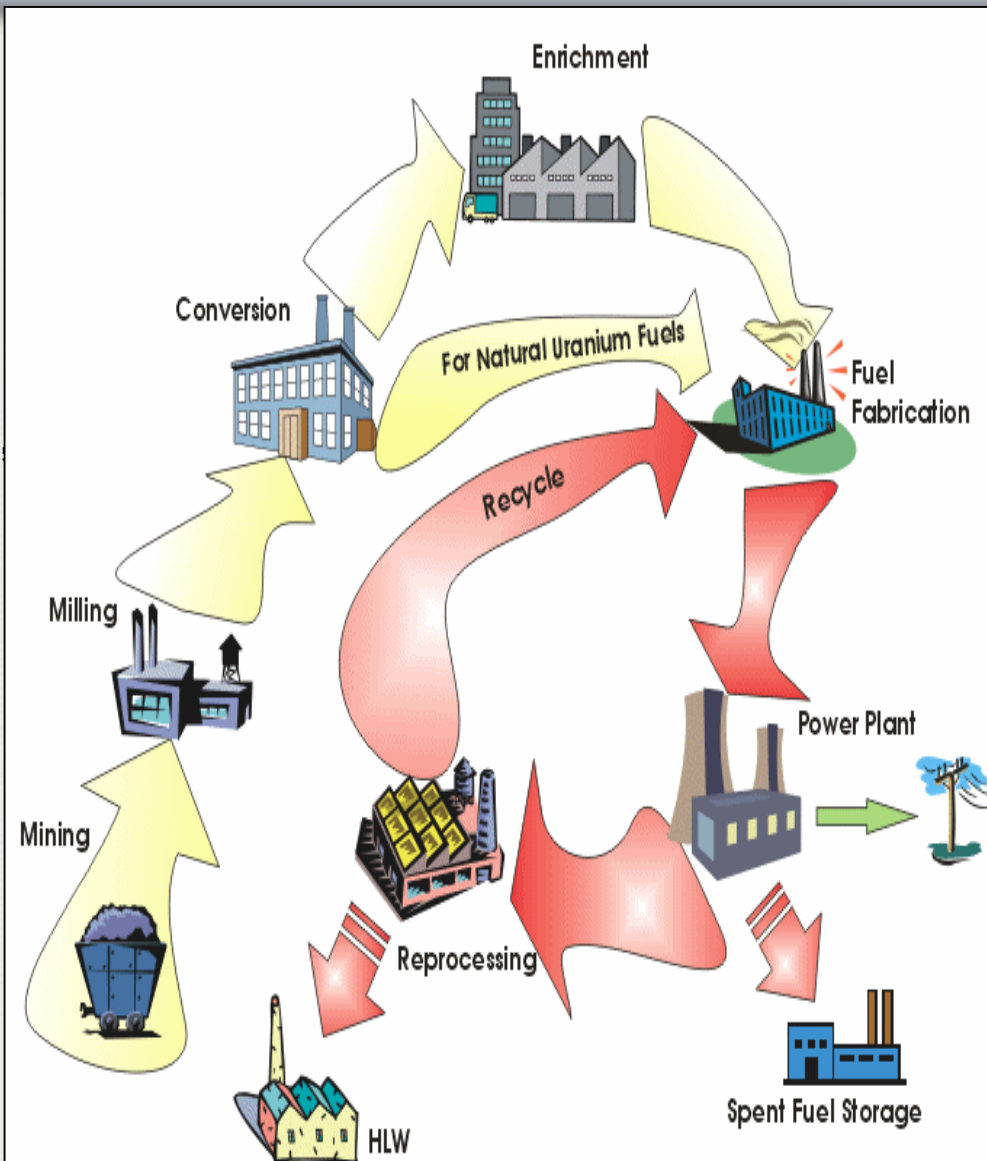 Enrichment
Conversion
For Natural Uranium Fuels
Fuel
Fabrication
Recycle
Milling
Power Plant
Mining
Reprocessing
Spent Fuel Storage
HLW